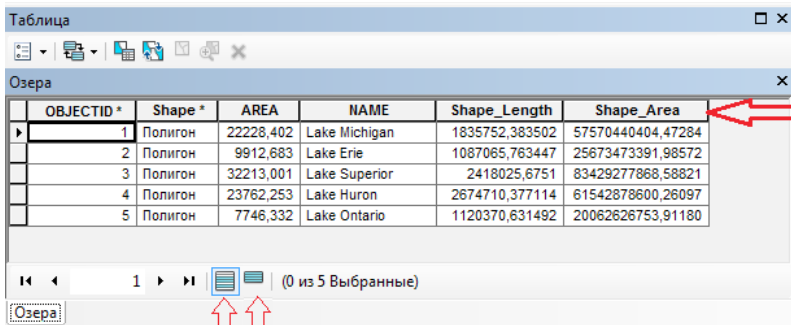 Таблица
Озера
OBJECTID * Shape * AREA NAME Shape_Length Shape_Area
1 Полигон 22228,402 Lake Michigan 1835752,383502 57570440404,47284
2 Полигон 9912,683 Lake Erie 1087065,763447 25673473391,98572
3 Полигон 32213,001 Lake Superior 2418025,6751 83429277868,58821
4 Полигон 23762,253 Lake Huron 2674710,377114 61542878600,26097
5 Полигон 7746,332 Lake Ontario 1120370,631492 20062626753,91180
1 (0 из 5 Выбранные)
Озера